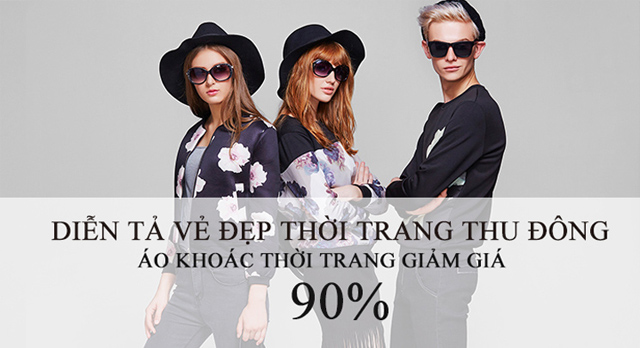 DIỄN TẢ VẺ ĐẸP THỜI TRANG THU ĐÔNG
ÁO KHOÁC THỜI TRANG GIẢM GIÁ
90%